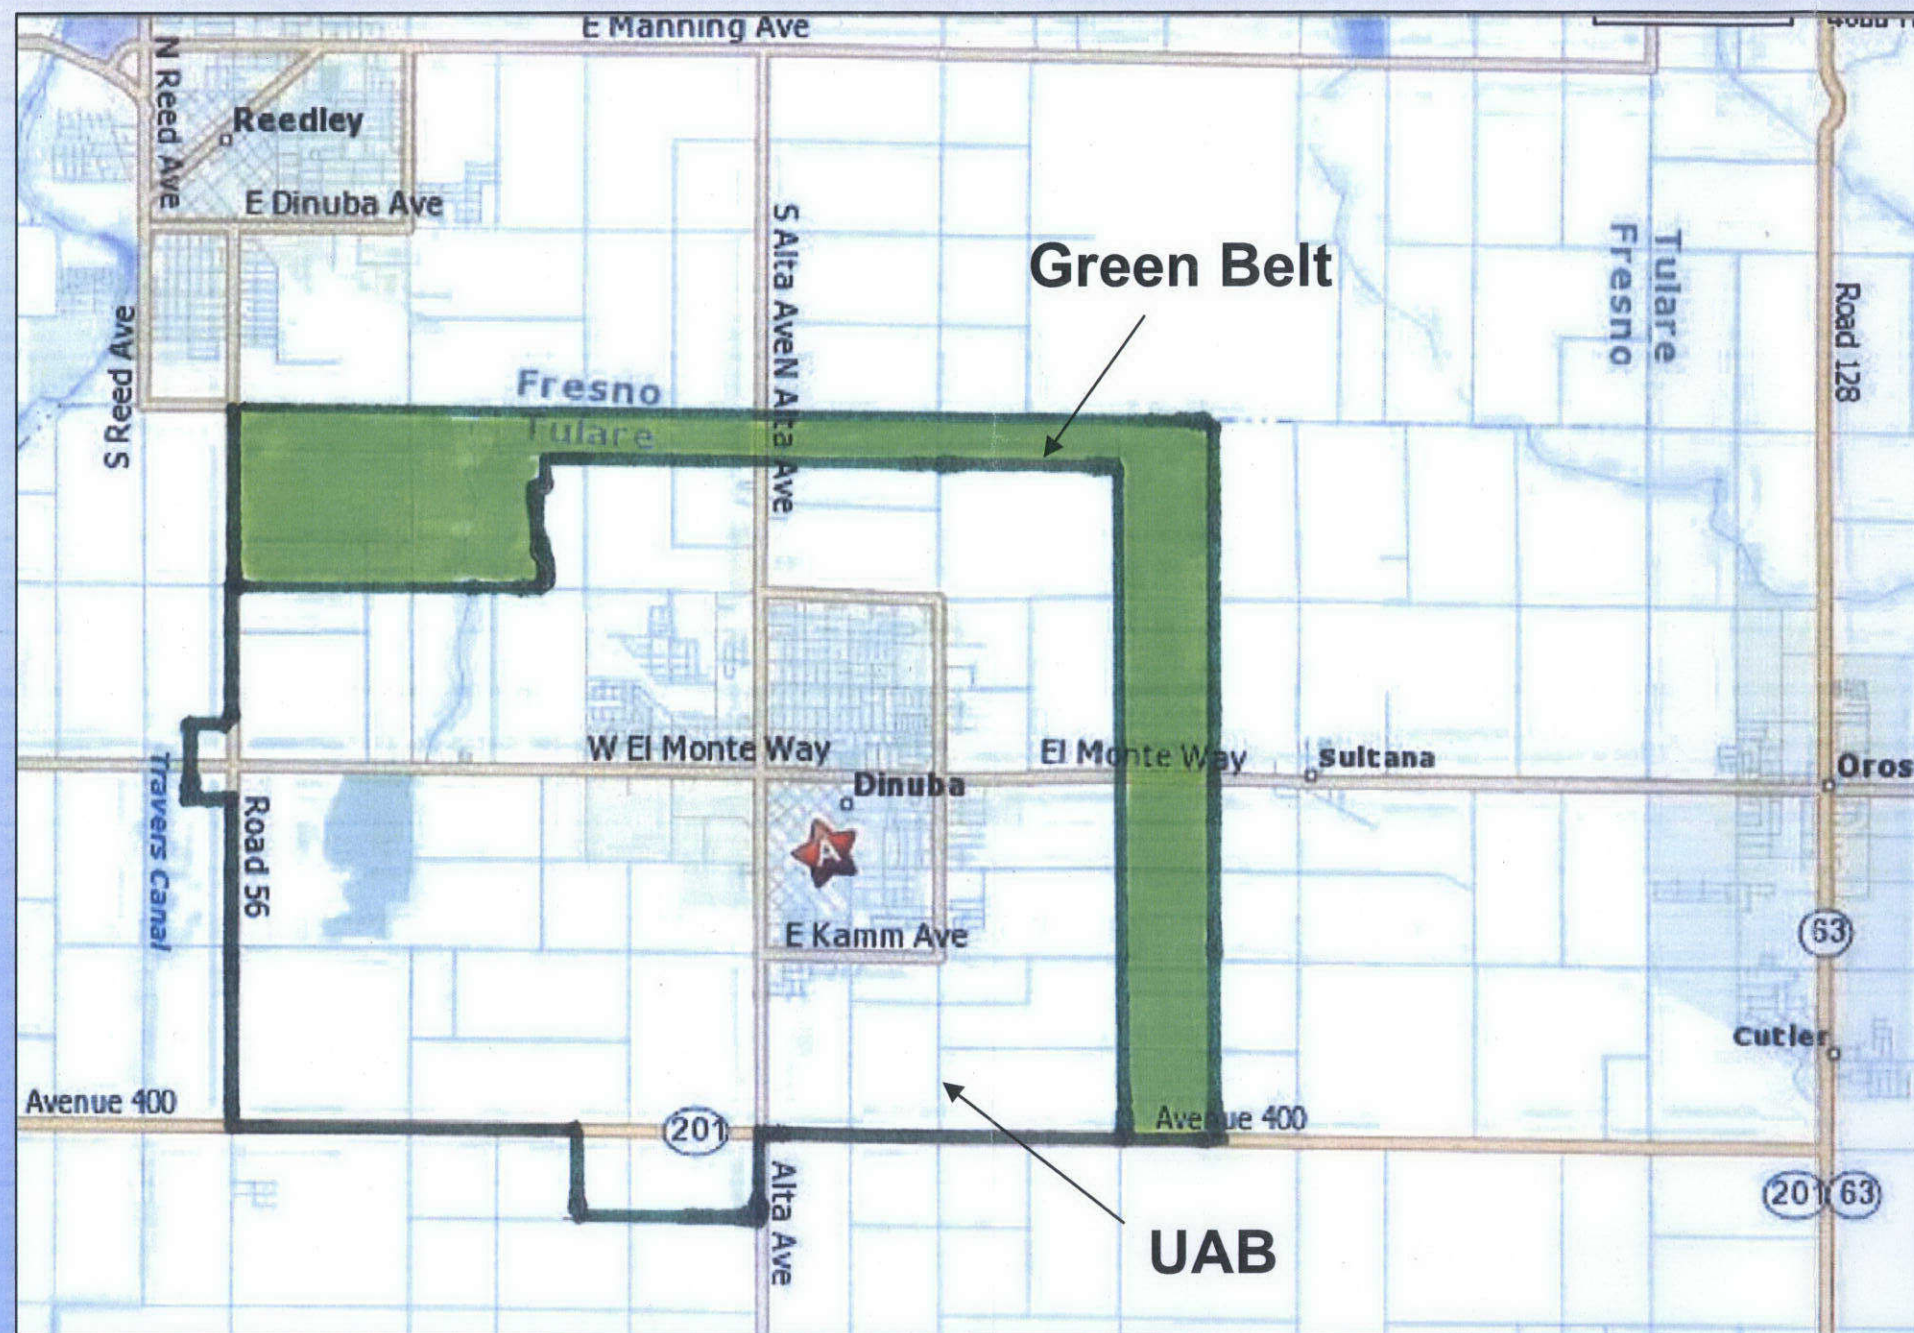 E Manning Ave
N Reed Ave
Reedley
E Dinuba Ave
S Alta Ave
N Alta Ave
Green Belt
Tulare
Fresno
Road 128
S Reed Ave
Fresno
Tulare
W El Monte Way
El Monte Way
Sultana
Oros
Dinuba
A
Travers Canal
Road 56
E Kamm Ave
63
Cutler
Avenue 400
201
Avenue 400
Alta Ave
UAB
201
63